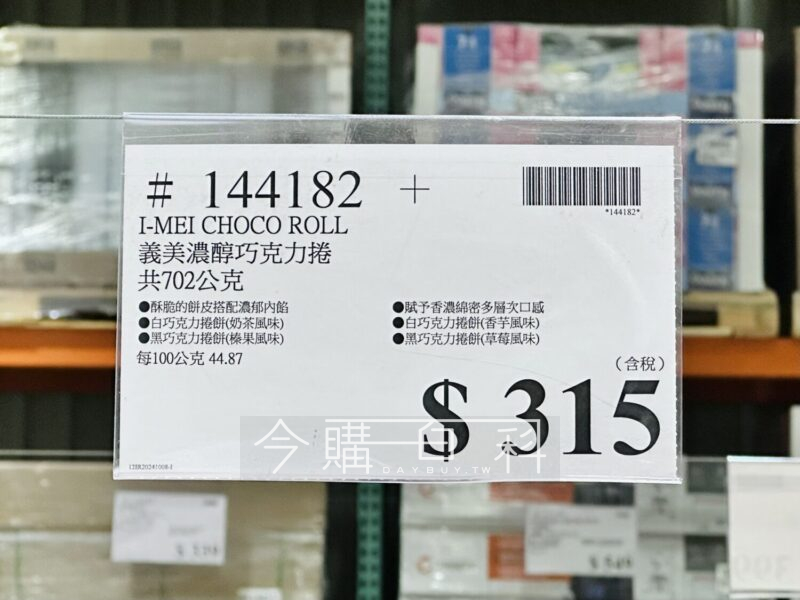 # 144182 +
*144182*
I-MEI CHOCO ROLL
義美濃醇巧克力捲
共702公克
●酥脆的餅皮搭配濃郁內餡
●賦予香濃綿密多層次口感
●白巧克力捲餅(奶茶風味)
●白巧克力捲餅(香芋風味)
●黑巧克力捲餅(榛果風味)
●黑巧克力捲餅(草莓風味)
每100公克 44.87
(含稅)
$ 315
今購百科
DAYBUY.TW
12IR20241008-1